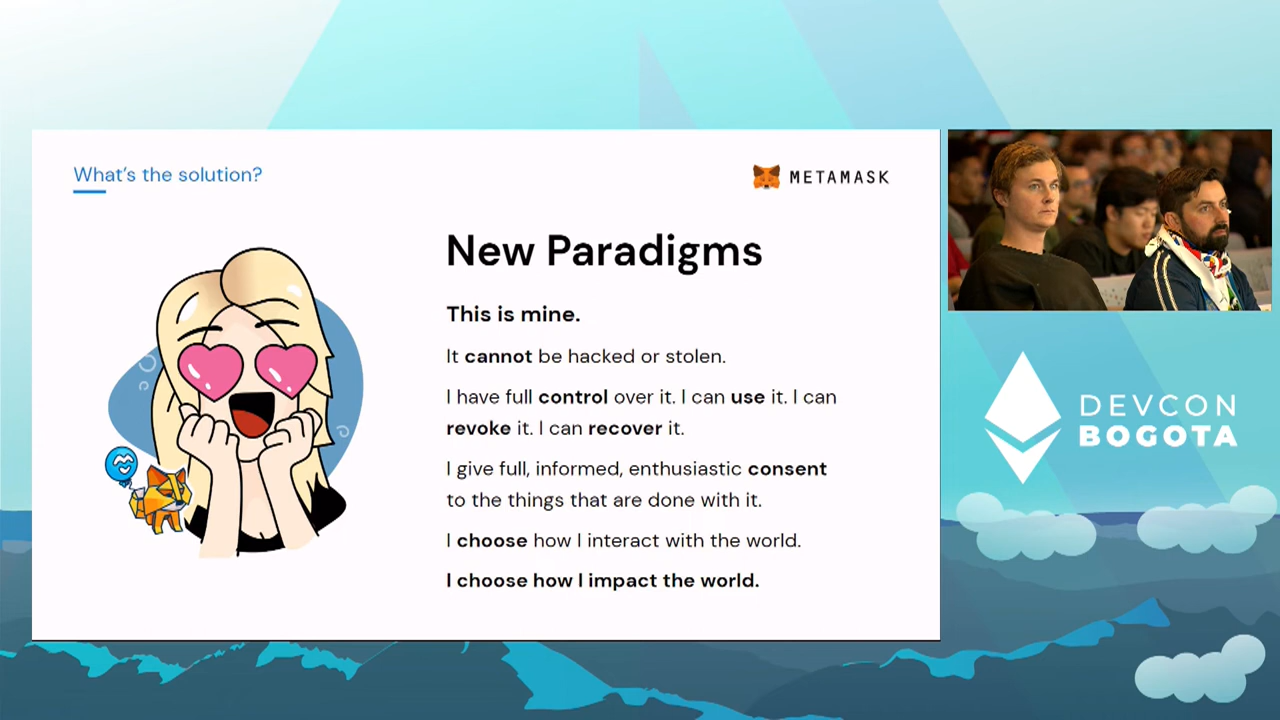 What's the solution?
METAMASK
New Paradigms
This is mine.
It cannot be hacked or stolen.
I have full control over it. I can use it. I can
revoke it. I can recover it.
I give full, informed, enthusiastic consent
to the things that are done with it.
I choose how I interact with the world.
I choose how I impact the world.
DEVCON
BOGOTA